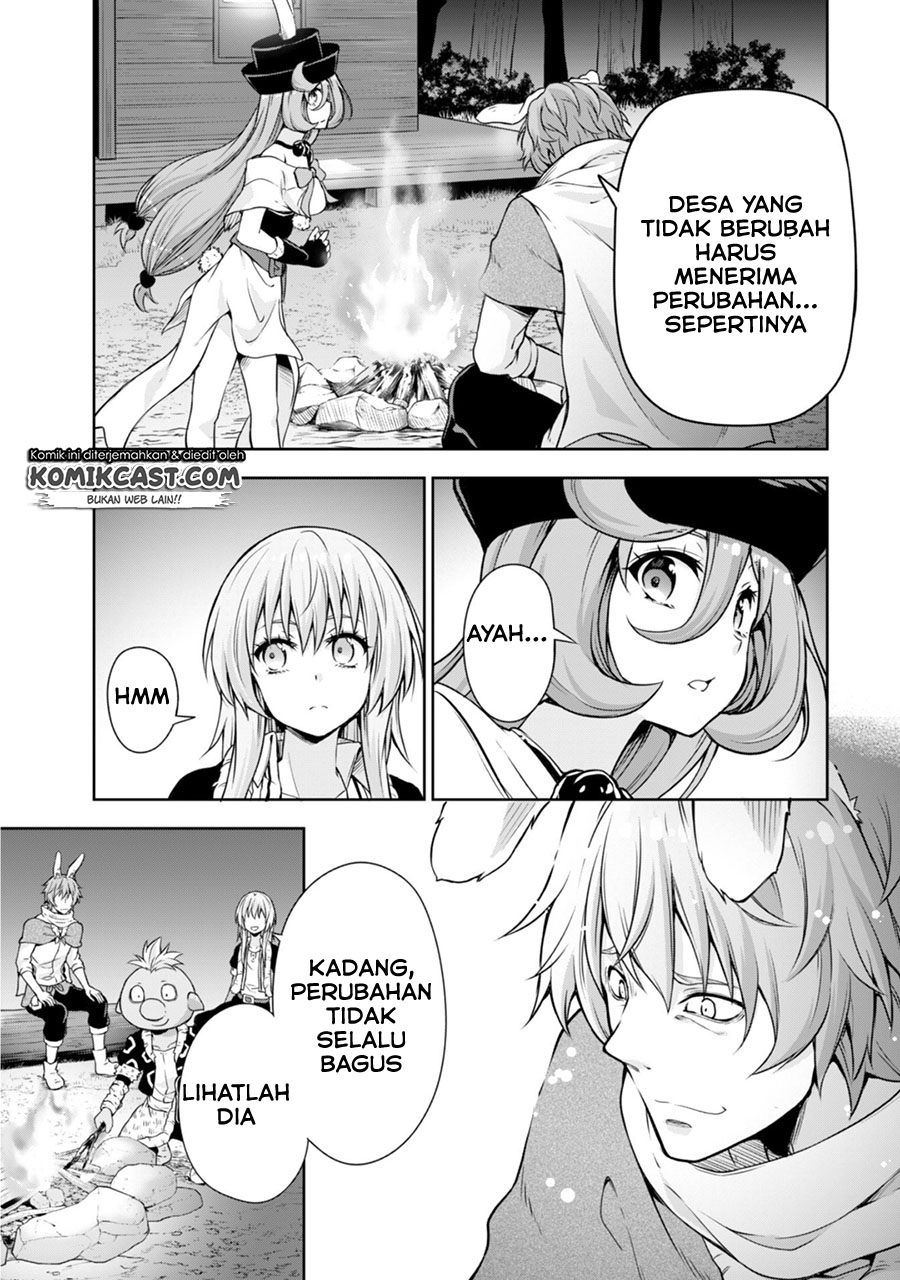 DESA YANG
TIDAK BERUBAH
HARUS
MENERIMA
PERUBAHAN...
SEPERTINYA
Komik ini diterjemahkan & diedit oleh
KOMIKCAST.COM
BUKAN WEB LAIN!!
AYAH...
HMM
KADANG,
PERUBAHAN
TIDAK
SELALU
BAGUS
LIHATLAH
DIA